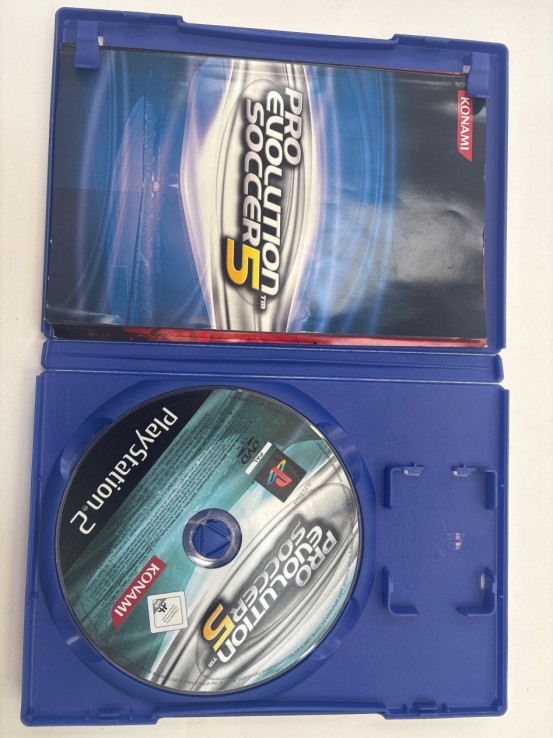 KONAMI
PRO
EVOLUTION
SOCCER 5
TM
PlayStation 2
DVD
PAL
PRO
EVOLUTION
SOCCER 5
TM
KONAMI